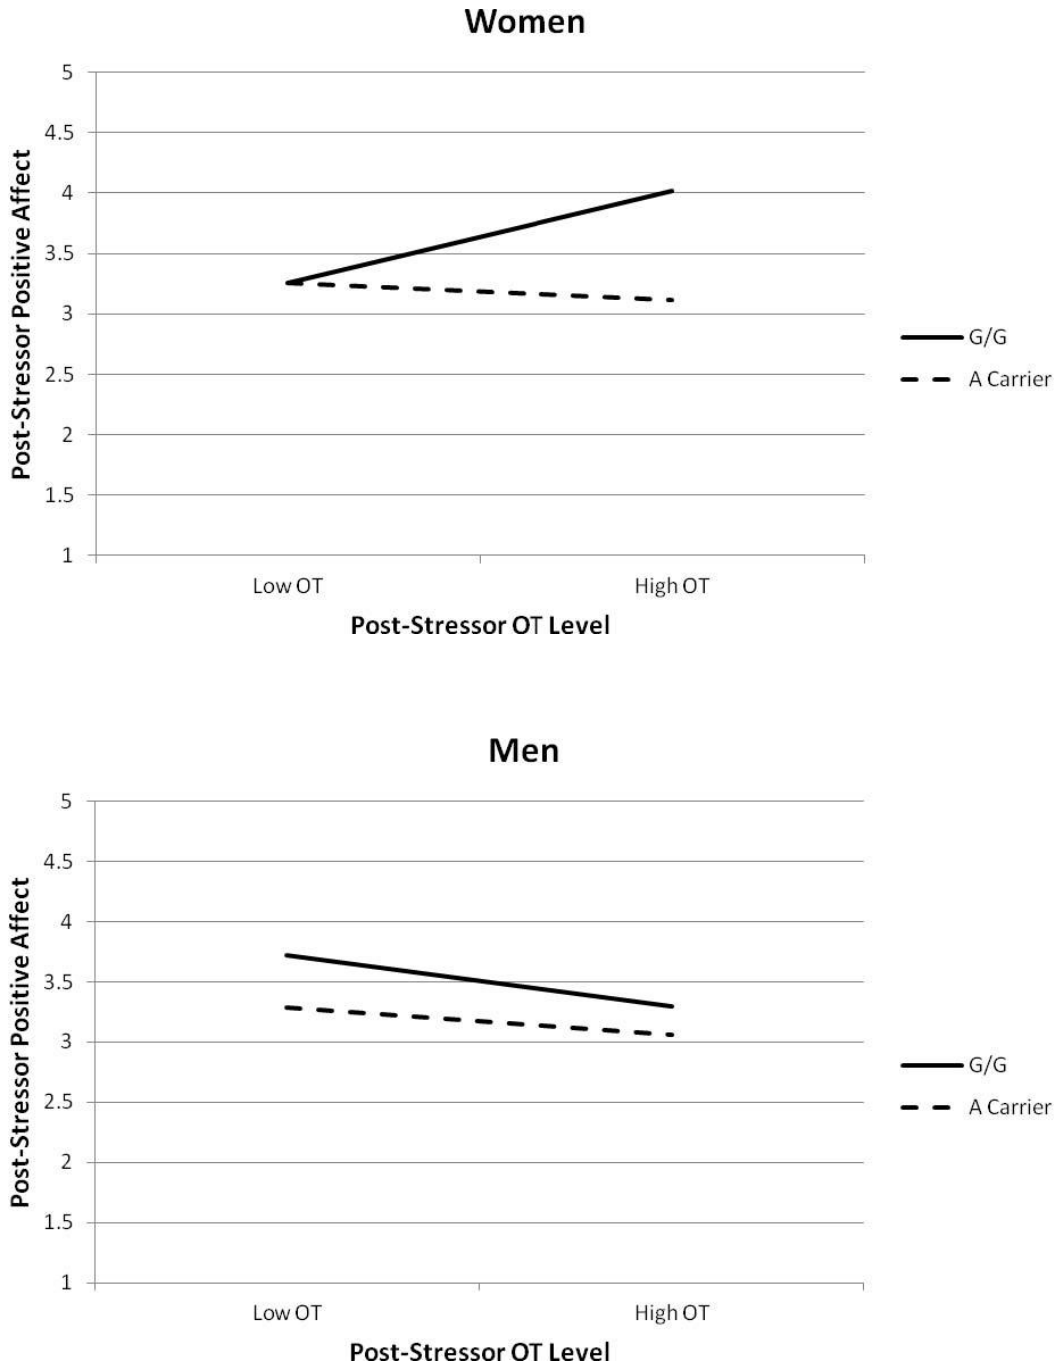 Women
5
4.5
4
3.5
3
2.5
2
1.5
1
Post-Stressor Positive Affect
Low OT
High OT
Post-Stressor OT Level
G/G
A Carrier
Men
5
4.5
4
3.5
3
2.5
2
1.5
1
Post-Stressor Positive Affect
Low OT
High OT
Post-Stressor OT Level
G/G
A Carrier